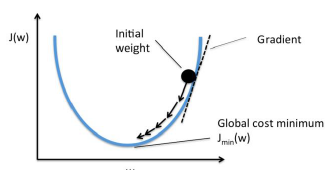 J(w)
Initial
weight
Gradient
Global cost minimum
Jmin(w)